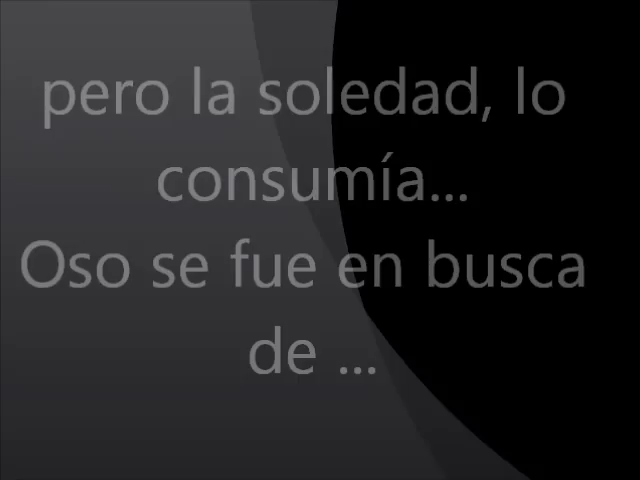 pero la soledad, lo
consumía...
Oso se fue en busca
de ...